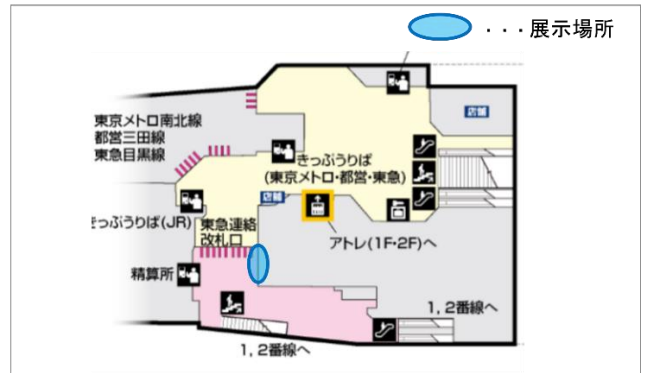 ・・・展示場所
店舗
東京メトロ南北線
都営三田線
東急目黒線
きっぷうりば
(東京メトロ・都営・東急)
店舗
きっぷうりば(JR)
東急連絡
改札口
アトレ(1F・2F)へ
精算所
1, 2番線へ
1, 2番線へ